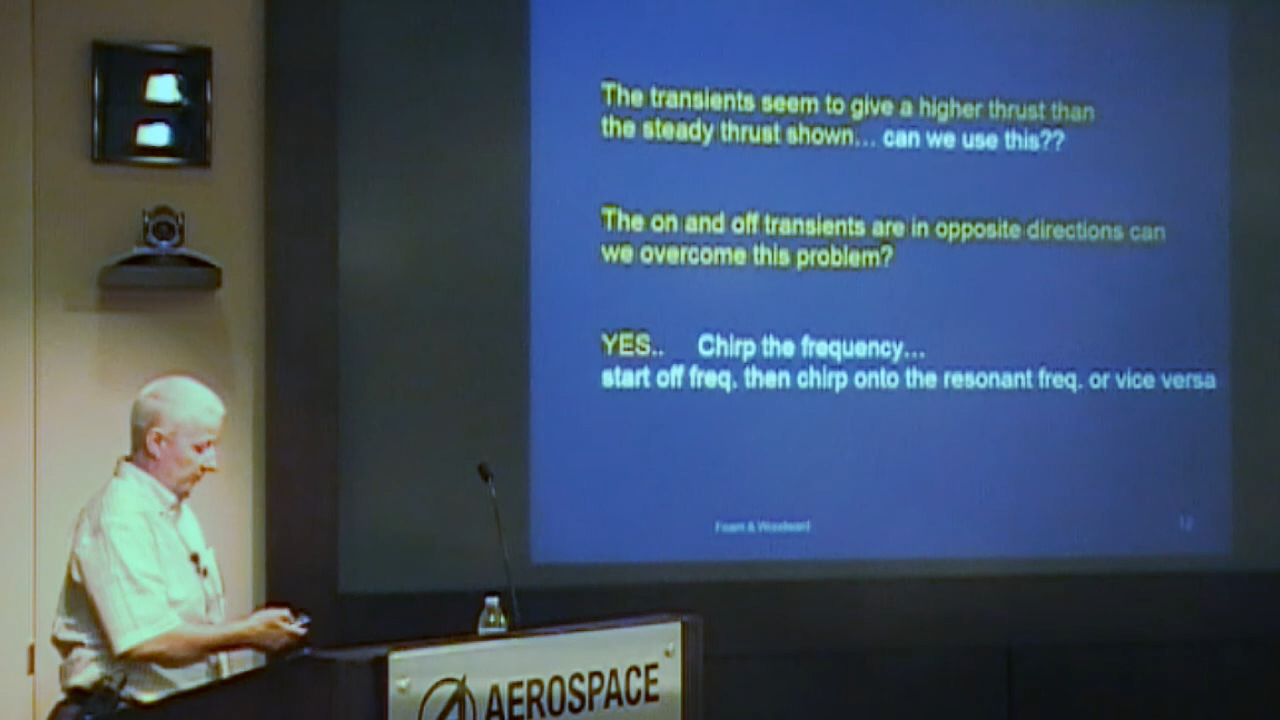 The transients seem to give a higher thrust than
the steady thrust shown... can we use this??
The on and off transients are in opposite directions can
we overcome this problem?
YES.. Chirp the frequency...
start off freq. then chirp onto the resonant freq. or vice versa
& Woodward
12
AEROSPACE